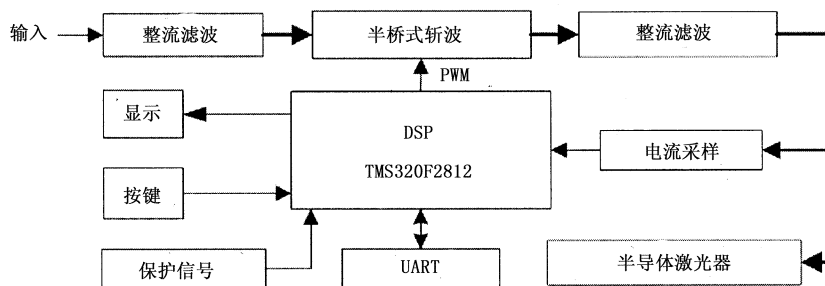 输入
整流滤波
半桥式斩波
整流滤波
PWM
显示
DSP
TMS320F2812
电流采样
按键
保护信号
UART
半导体激光器